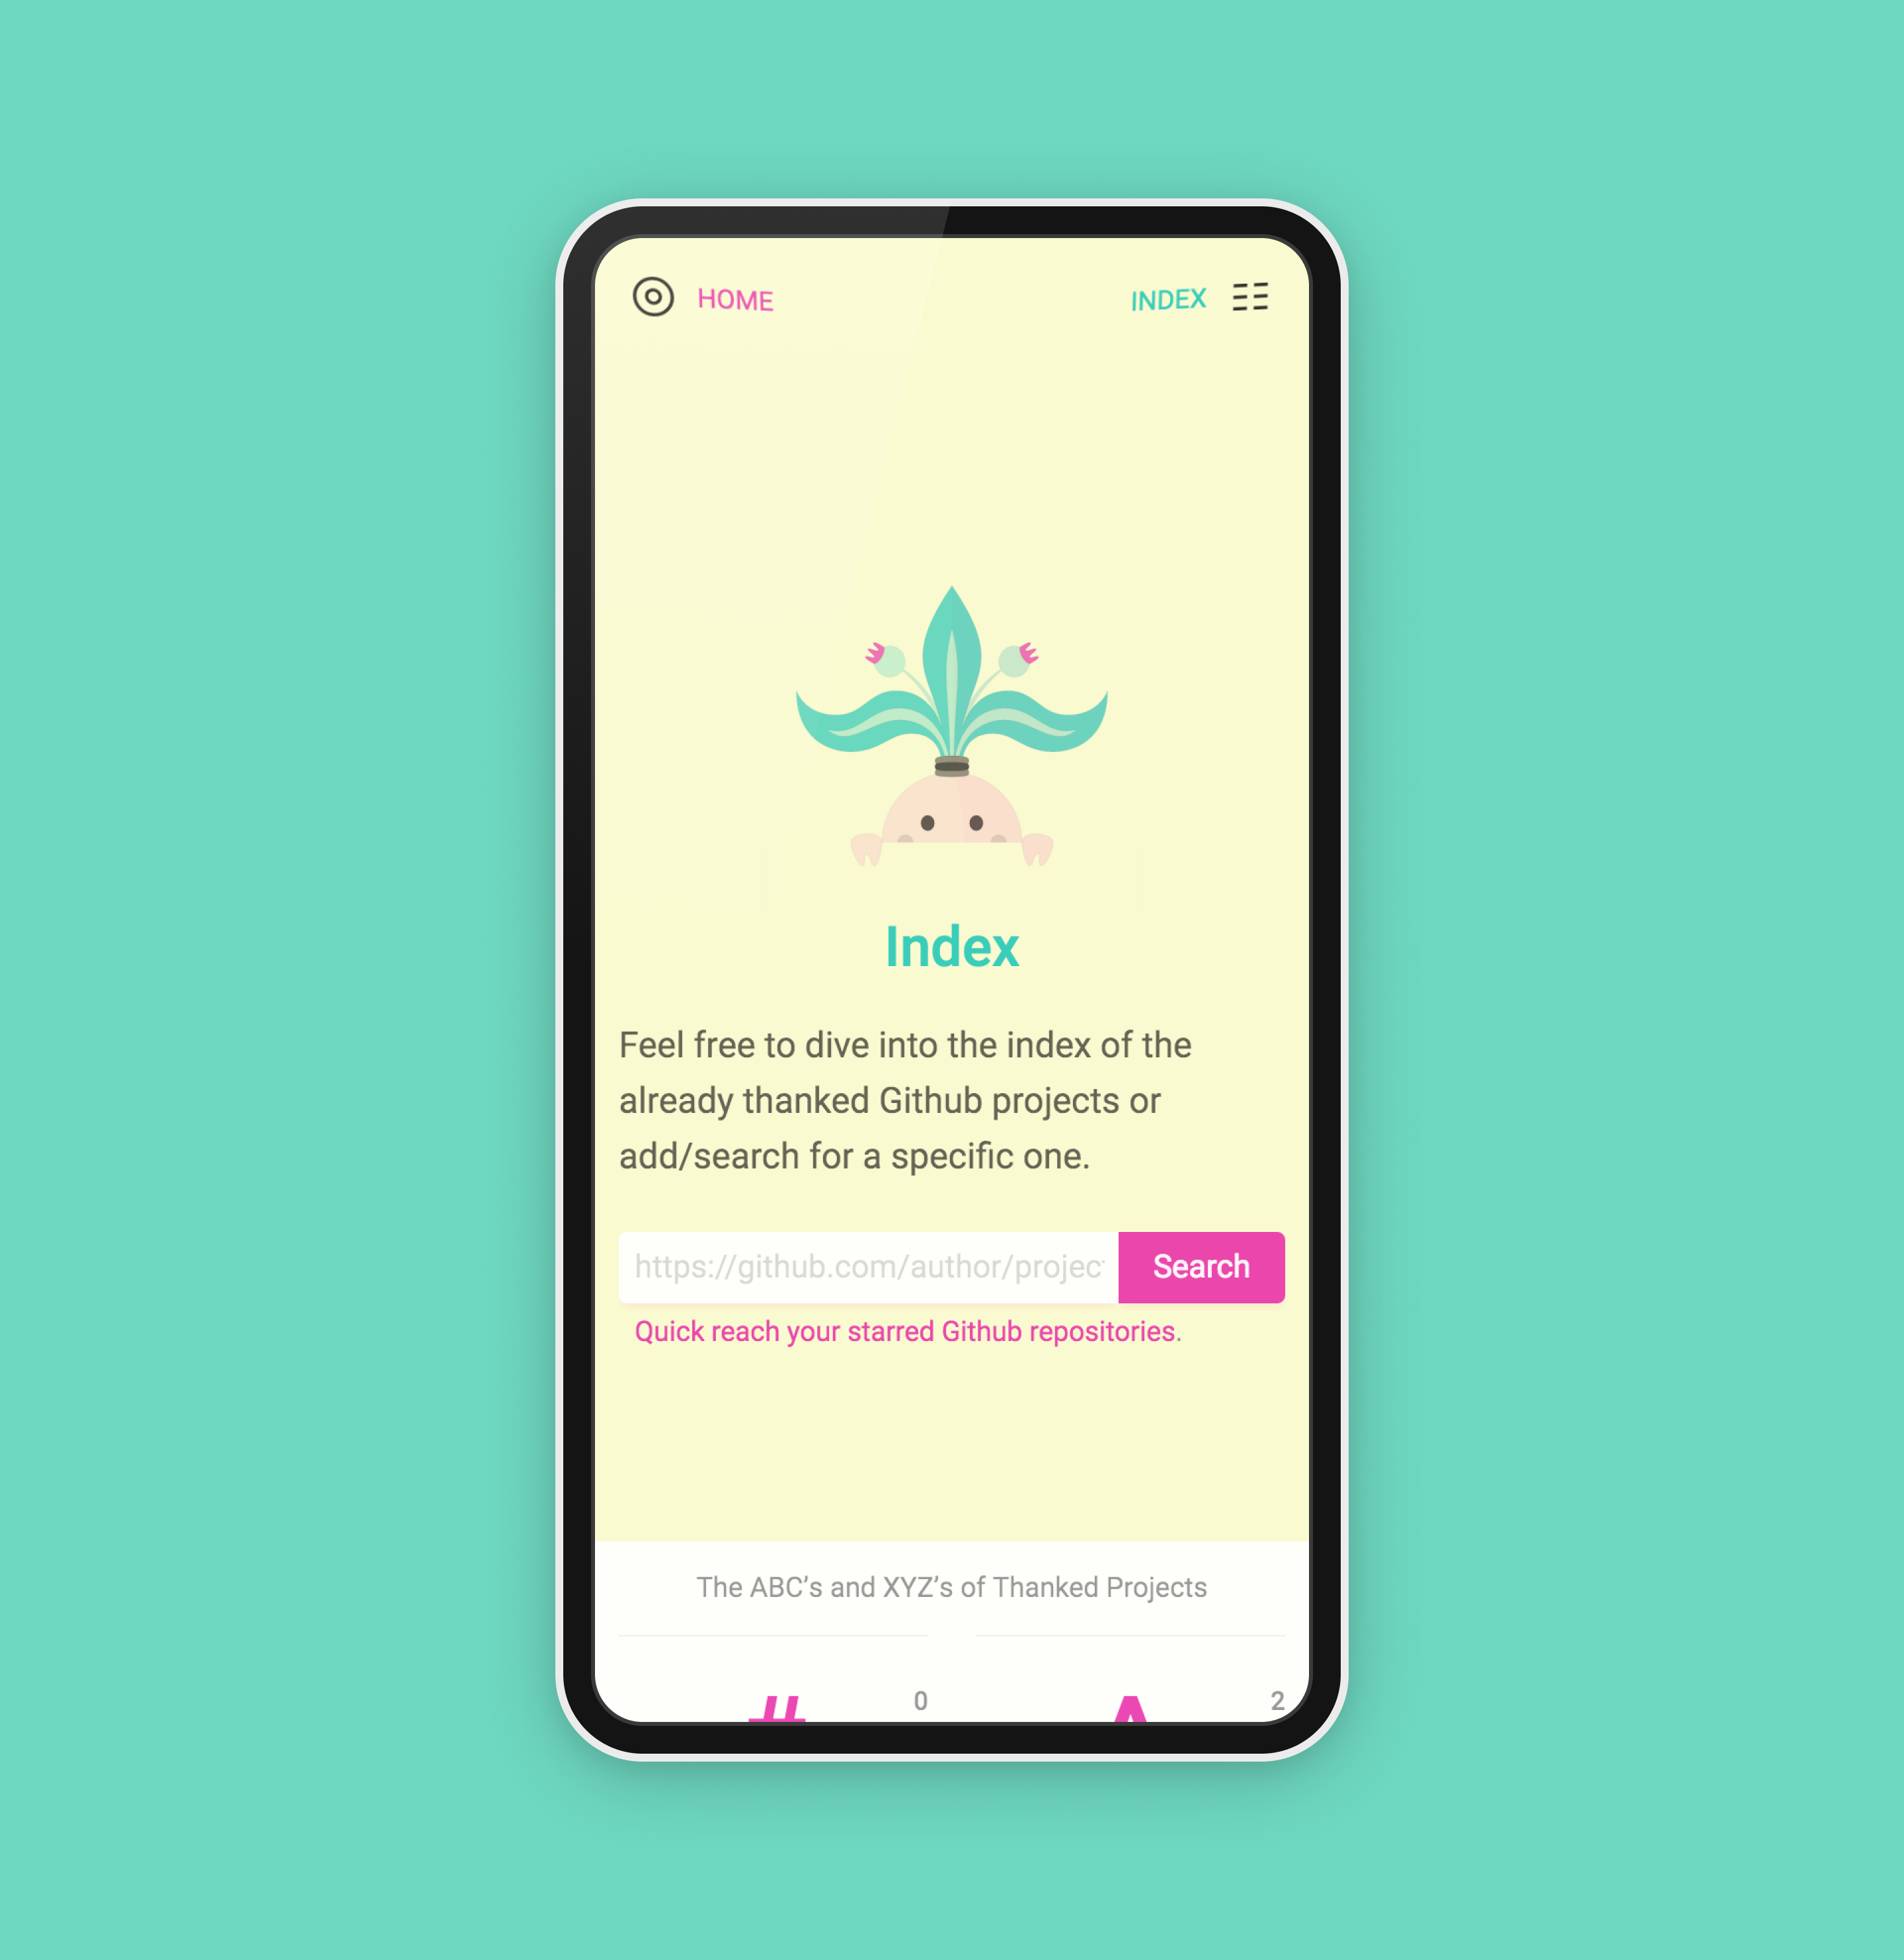 HOME
INDEX
Index
Feel free to dive into the index of the
already thanked Github projects or
add/search for a specific one.
https://github.com/author/projec
Search
Quick reach your starred Github repositories.
The ABC’s and XYZ’s of Thanked Projects
#
0
A
2